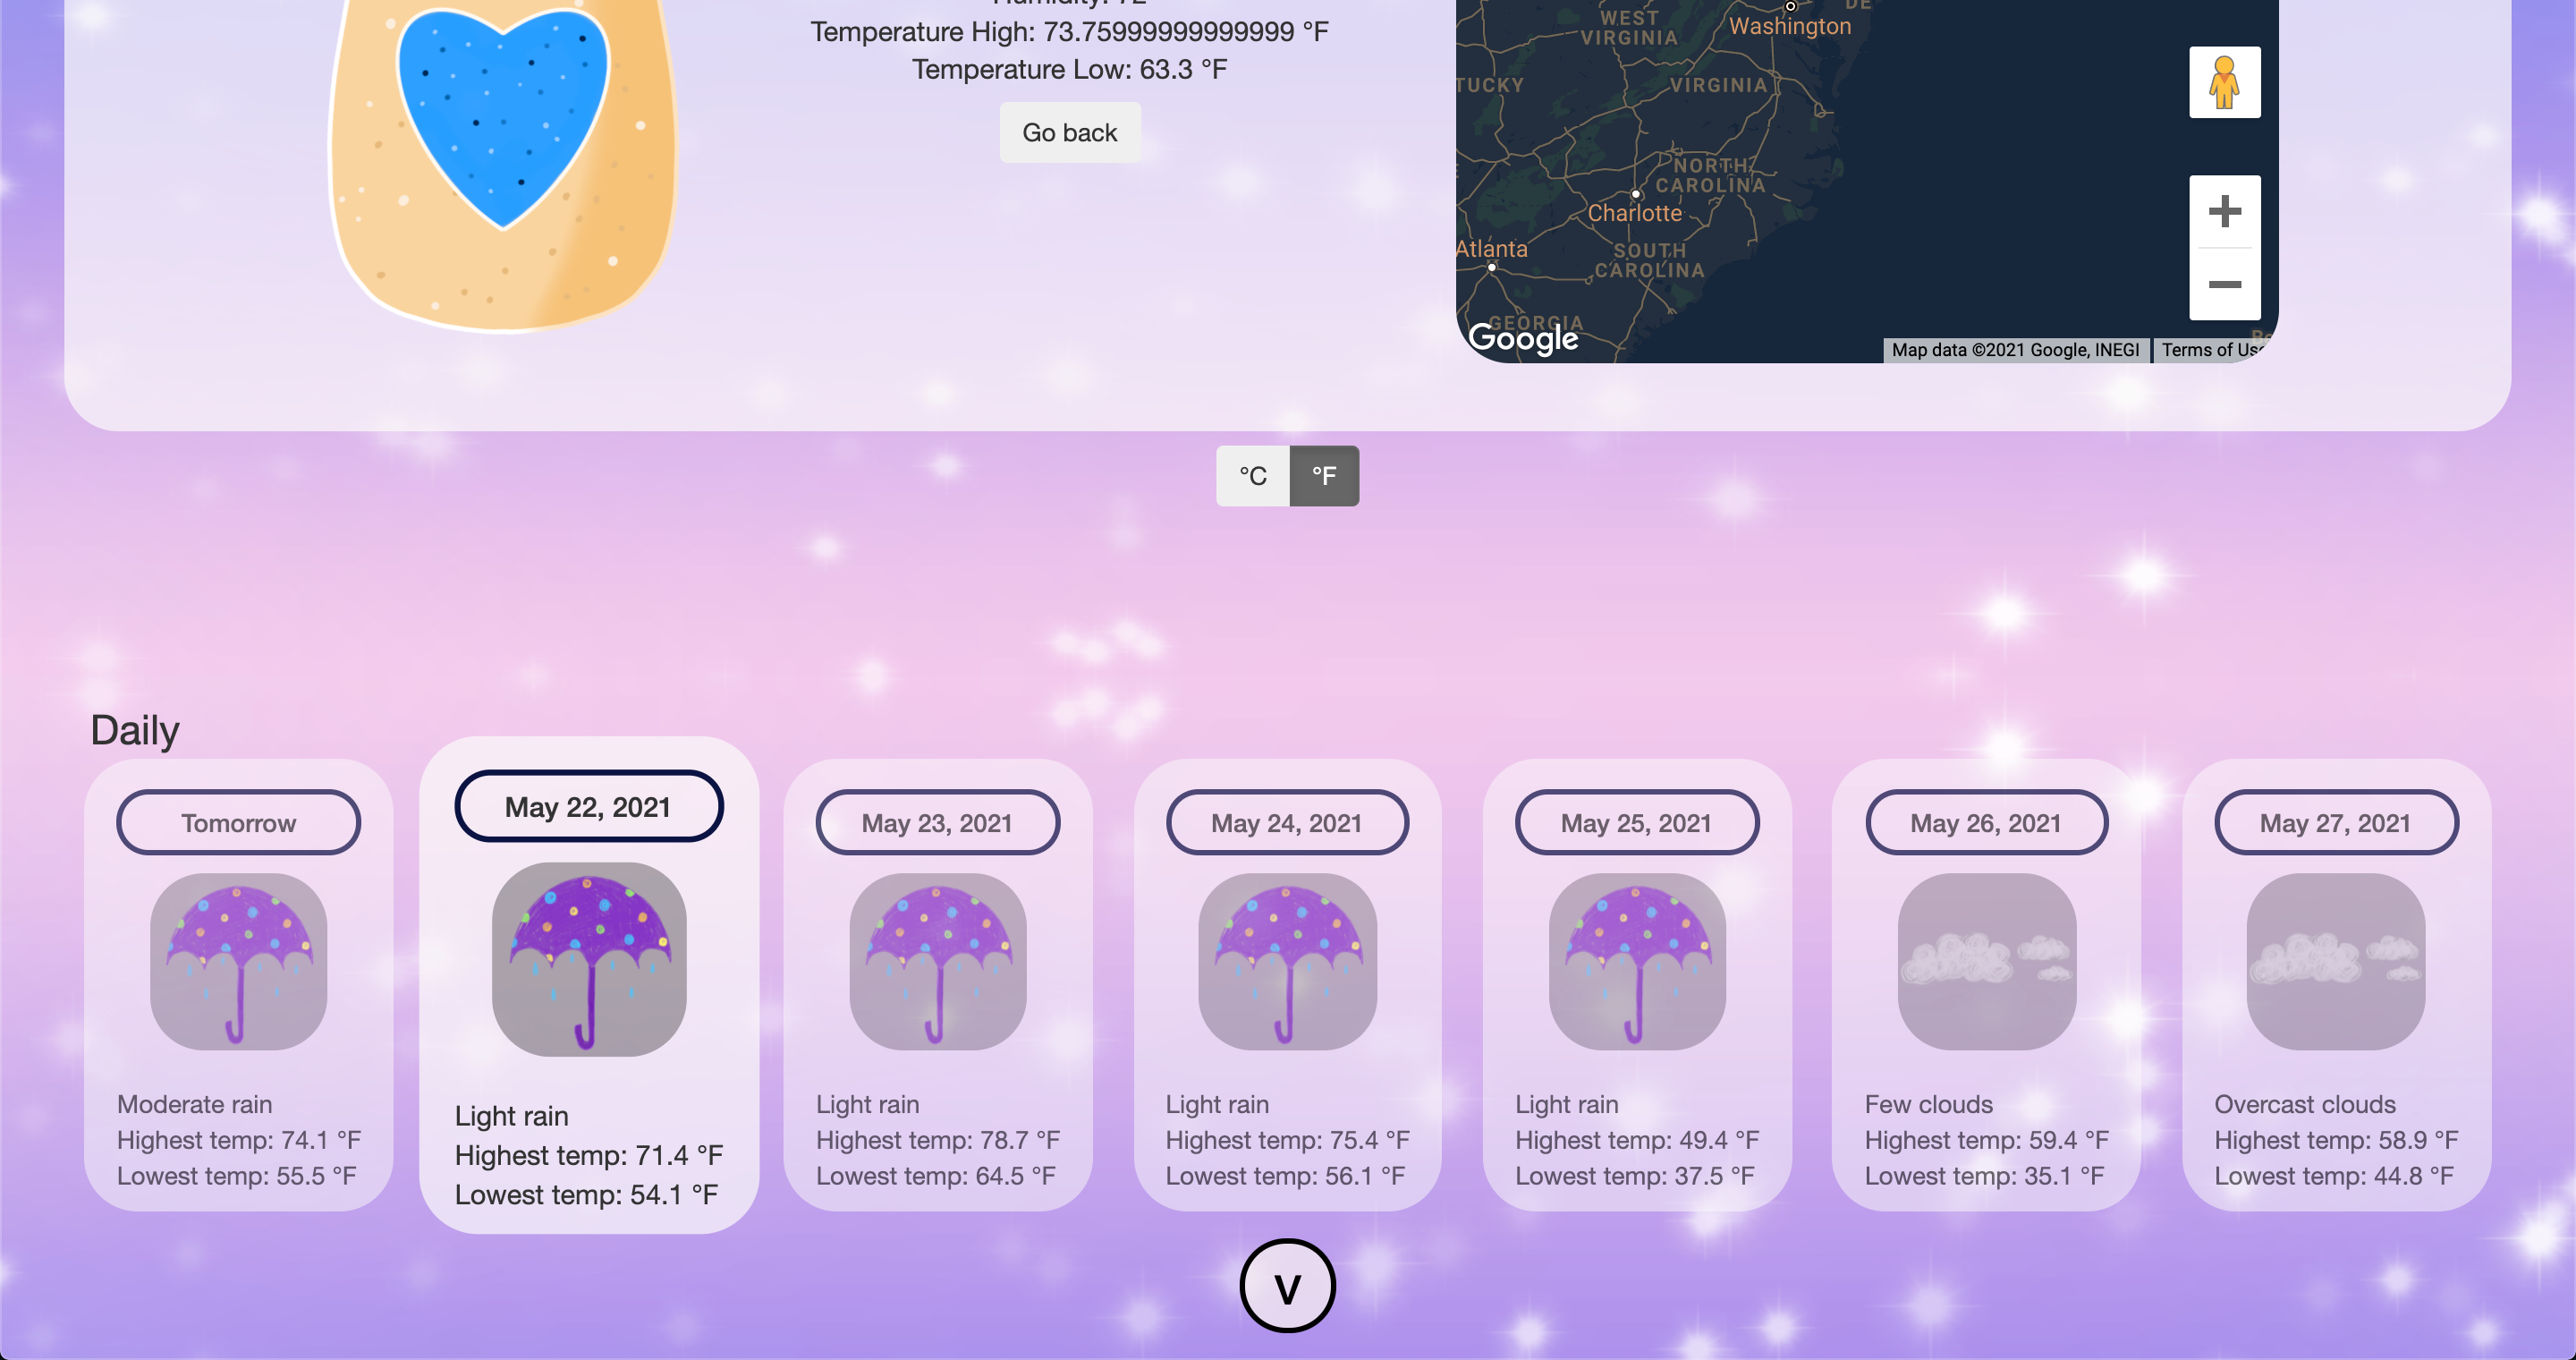 Humidity: 72
Temperature High: 73.75999999999999 °F
Temperature Low: 63.3 °F
Go back
DE
WEST
VIRGINIA
Washington
TUCKY
VIRGINIA
NORTH
CAROLINA
Charlotte
Atlanta
SOUTH
CAROLINA
GEORGIA
Google
Map data ©2021 Google, INEGI
Terms of Use
°C
°F
Daily
Tomorrow
Moderate rain
Highest temp: 74.1 °F
Lowest temp: 55.5 °F
May 22, 2021
Light rain
Highest temp: 71.4 °F
Lowest temp: 54.1 °F
May 23, 2021
Light rain
Highest temp: 78.7 °F
Lowest temp: 64.5 °F
May 24, 2021
Light rain
Highest temp: 75.4 °F
Lowest temp: 56.1 °F
May 25, 2021
Light rain
Highest temp: 49.4 °F
Lowest temp: 37.5 °F
May 26, 2021
Few clouds
Highest temp: 59.4 °F
Lowest temp: 35.1 °F
May 27, 2021
Overcast clouds
Highest temp: 58.9 °F
Lowest temp: 44.8 °F
V